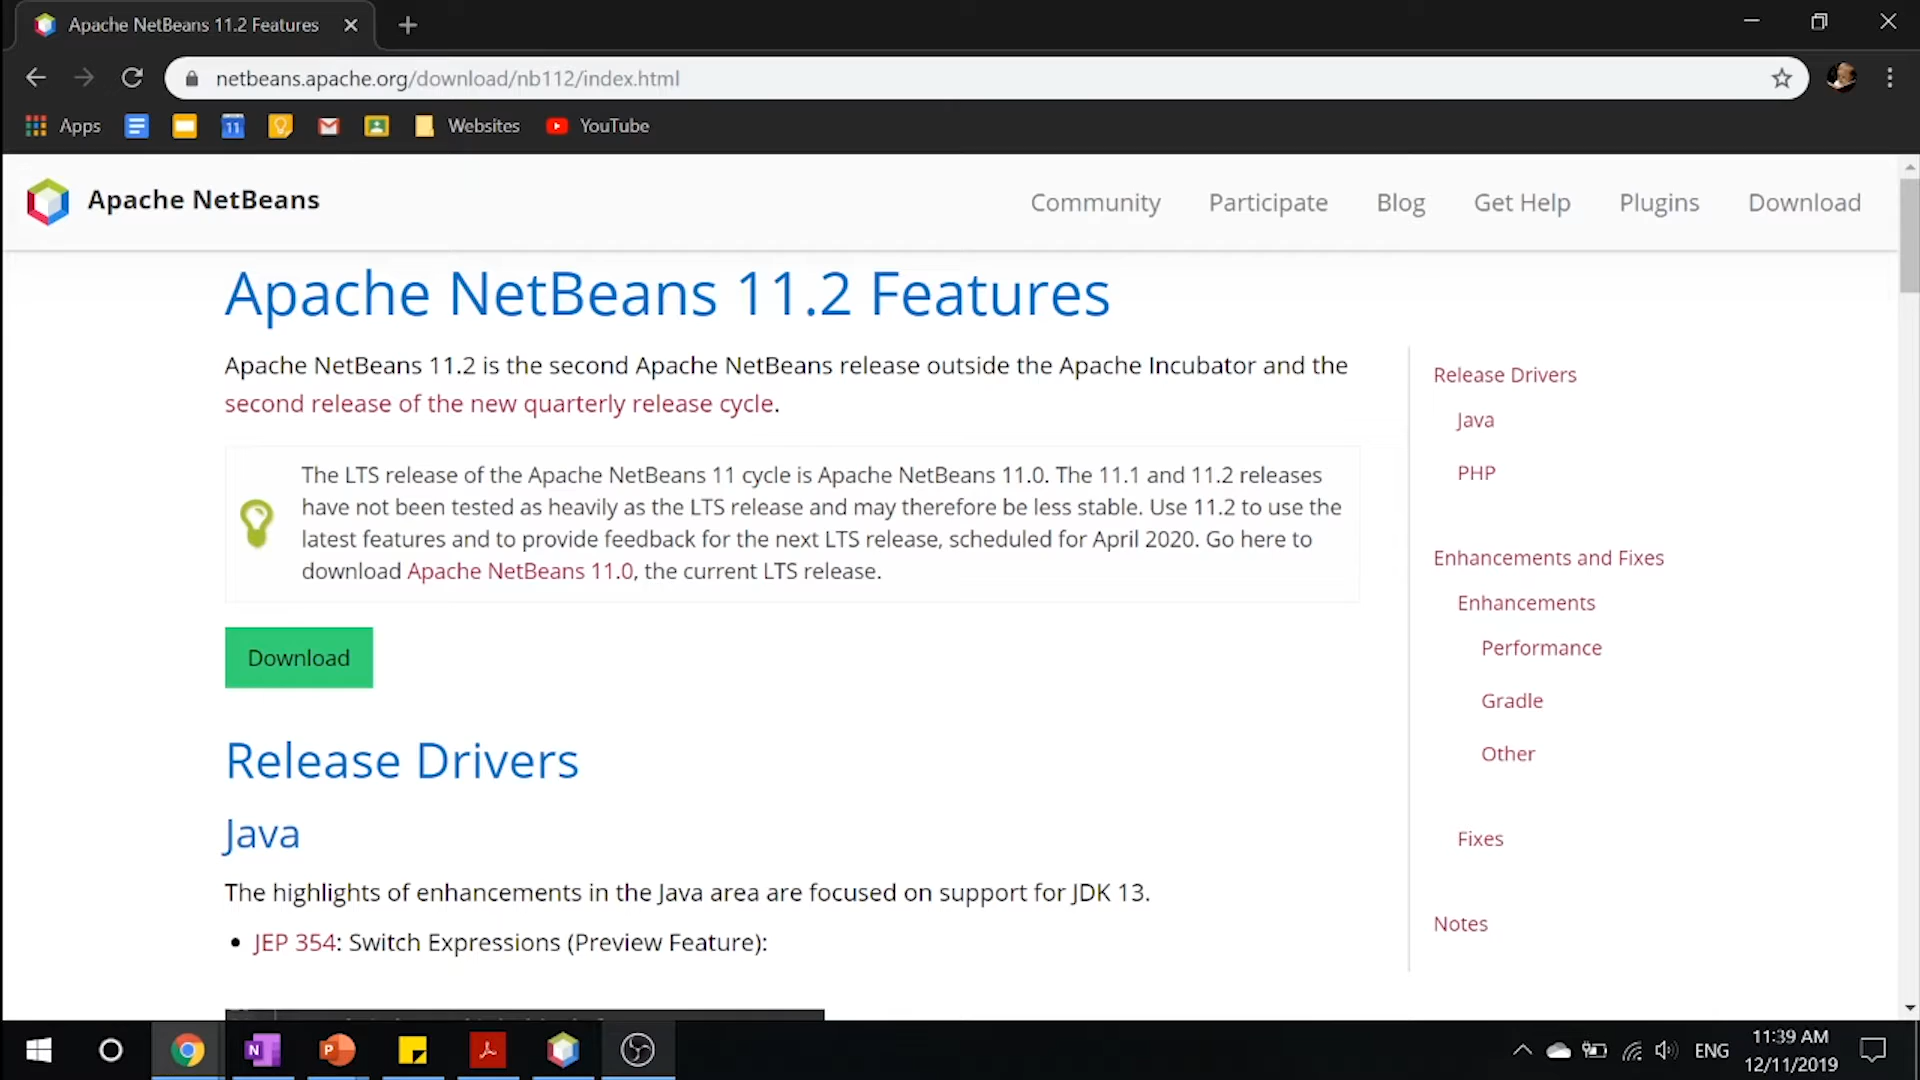 Apache NetBeans 11.2 Features
netbeans.apache.org/download/nb112/index.html
Apps
11
Websites
YouTube
Apache NetBeans
Community
Participate
Blog
Get Help
Plugins
Download
Apache NetBeans 11.2 Features
Apache NetBeans 11.2 is the second Apache NetBeans release outside the Apache Incubator and the
second release of the new quarterly release cycle.
The LTS release of the Apache NetBeans 11 cycle is Apache NetBeans 11.0. The 11.1 and 11.2 releases
have not been tested as heavily as the LTS release and may therefore be less stable. Use 11.2 to use the
latest features and to provide feedback for the next LTS release, scheduled for April 2020. Go here to
download Apache NetBeans 11.0, the current LTS release.
Download
Release Drivers
Java
The highlights of enhancements in the Java area are focused on support for JDK 13.
• JEP 354: Switch Expressions (Preview Feature):
Release Drivers
Java
PHP
Enhancements and Fixes
Enhancements
Performance
Gradle
Other
Fixes
Notes
N
P
ENG
11:39 AM
12/11/2019